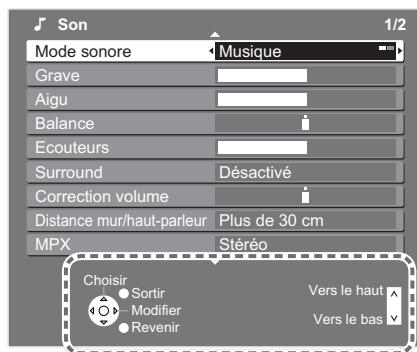 Son 1/2
Mode sonore Musique
Grave
Aigu
Balance
Ecouteurs
Surround Désactivé
Correction volume
Distance mur/haut-parleur Plus de 30 cm
MPX Stéréo
Choisir
Sortir
Modifier
Revenir
Vers le haut
Vers le bas